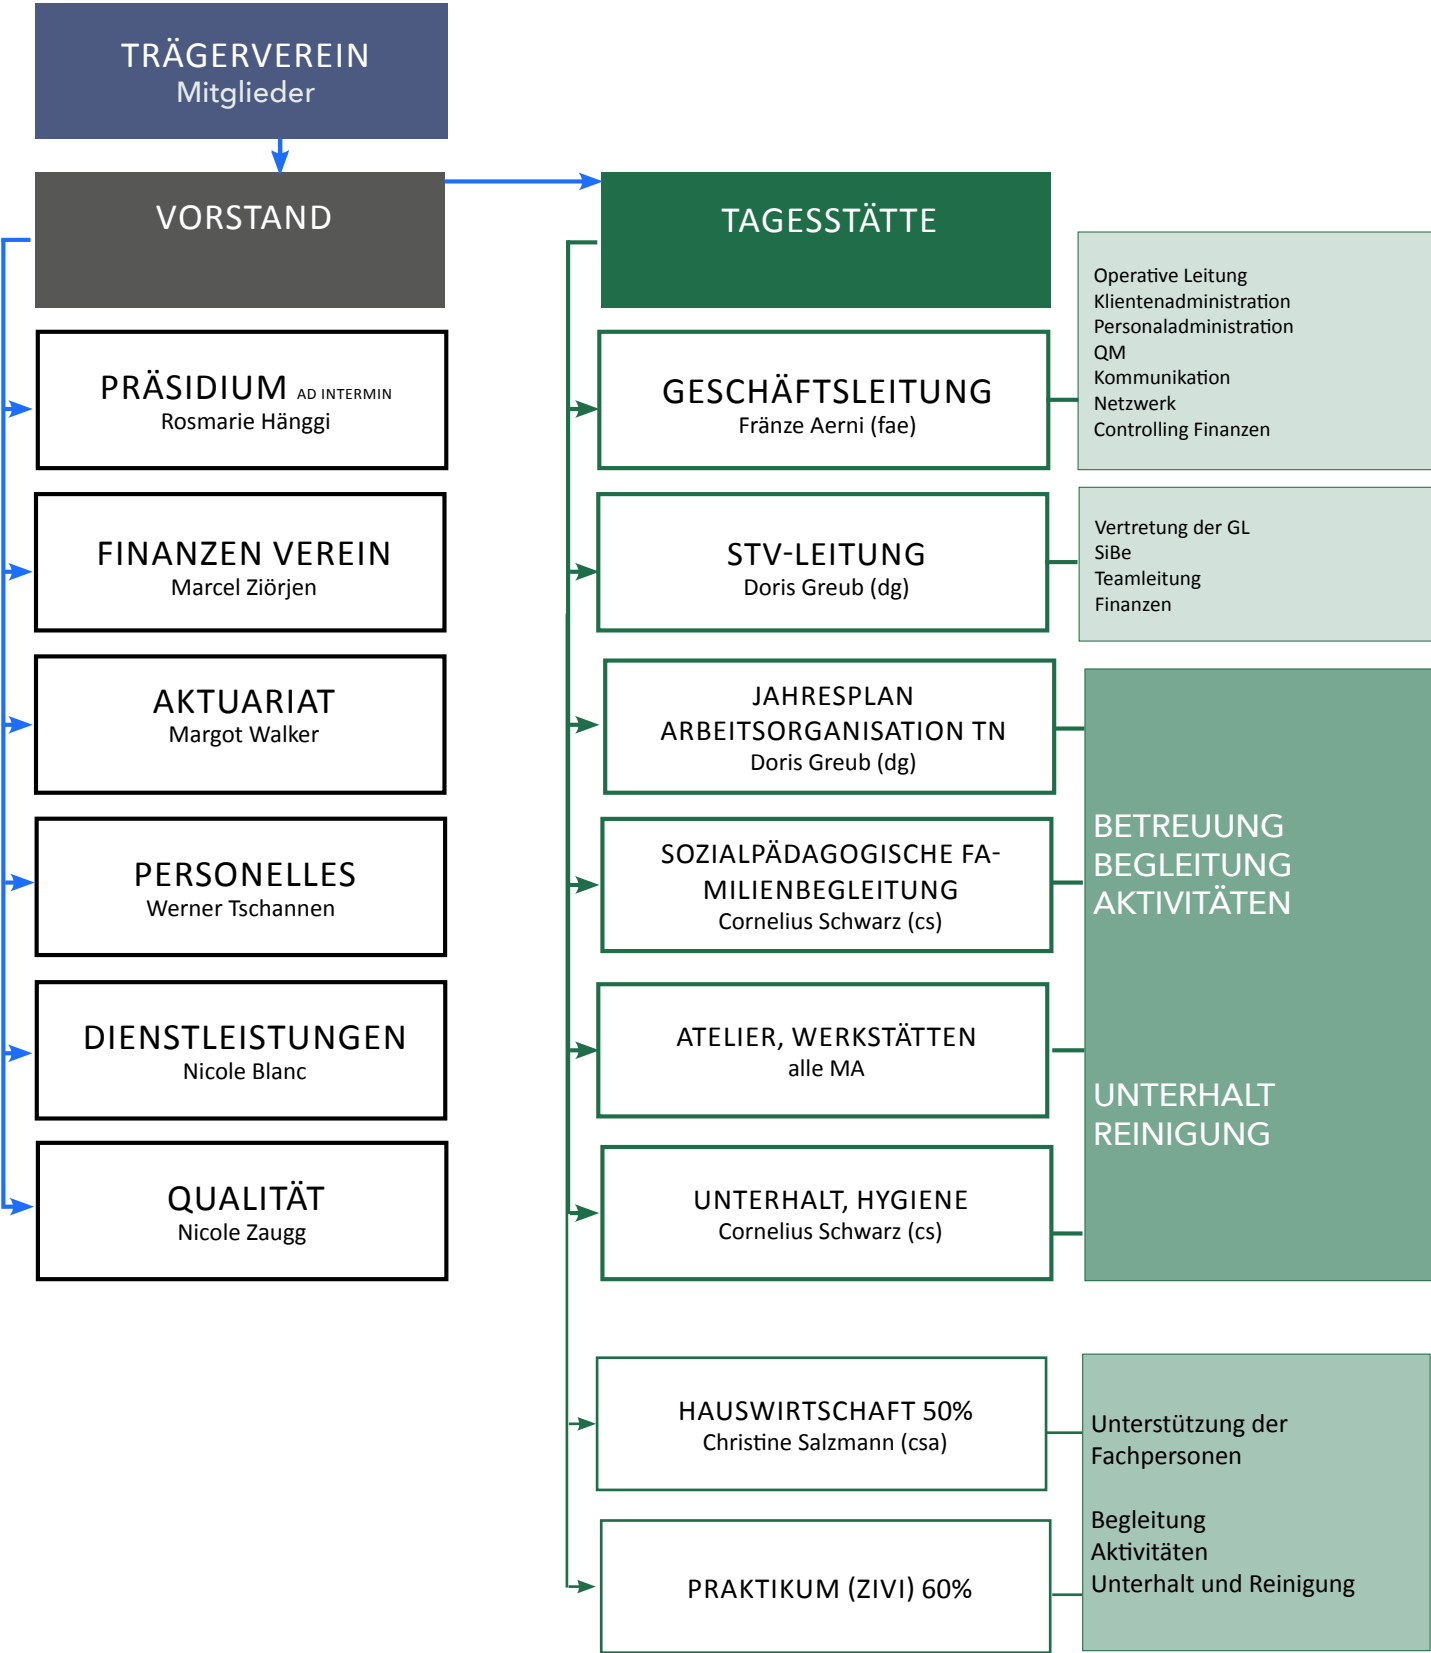 TRÄGERVEREIN
Mitglieder
VORSTAND
PRÄSIDIUM AD INTERMIN
Rosmarie Hänggi
FINANZEN VEREIN
Marcel Ziörjen
AKTUARIAT
Margot Walker
PERSONELLES
Werner Tschannen
DIENSTLEISTUNGEN
Nicole Blanc
QUALITÄT
Nicole Zaugg
TAGESSTÄTTE
GESCHÄFTSLEITUNG
Fränze Aerni (fae)
Operative Leitung
Klientenadministration
Personaladministration
QM
Kommunikation
Netzwerk
Controlling Finanzen
STV-LEITUNG
Doris Greub (dg)
Vertretung der GL
SiBe
Teamleitung
Finanzen
JAHRESPLAN
ARBEITSORGANISATION TN
Doris Greub (dg)
SOZIALPÄDAGOGISCHE FA-
MILIENBEGLEITUNG
Cornelius Schwarz (cs)
ATELIER, WERKSTÄTTEN
alle MA
UNTERHALT, HYGIENE
Cornelius Schwarz (cs)
BETREUUNG
BEGLEITUNG
AKTIVITÄTEN
UNTERHALT
REINIGUNG
HAUSWIRTSCHAFT 50%
Christine Salzmann (csa)
PRAKTIKUM (ZIVI) 60%
Unterstützung der
Fachpersonen
Begleitung
Aktivitäten
Unterhalt und Reinigung